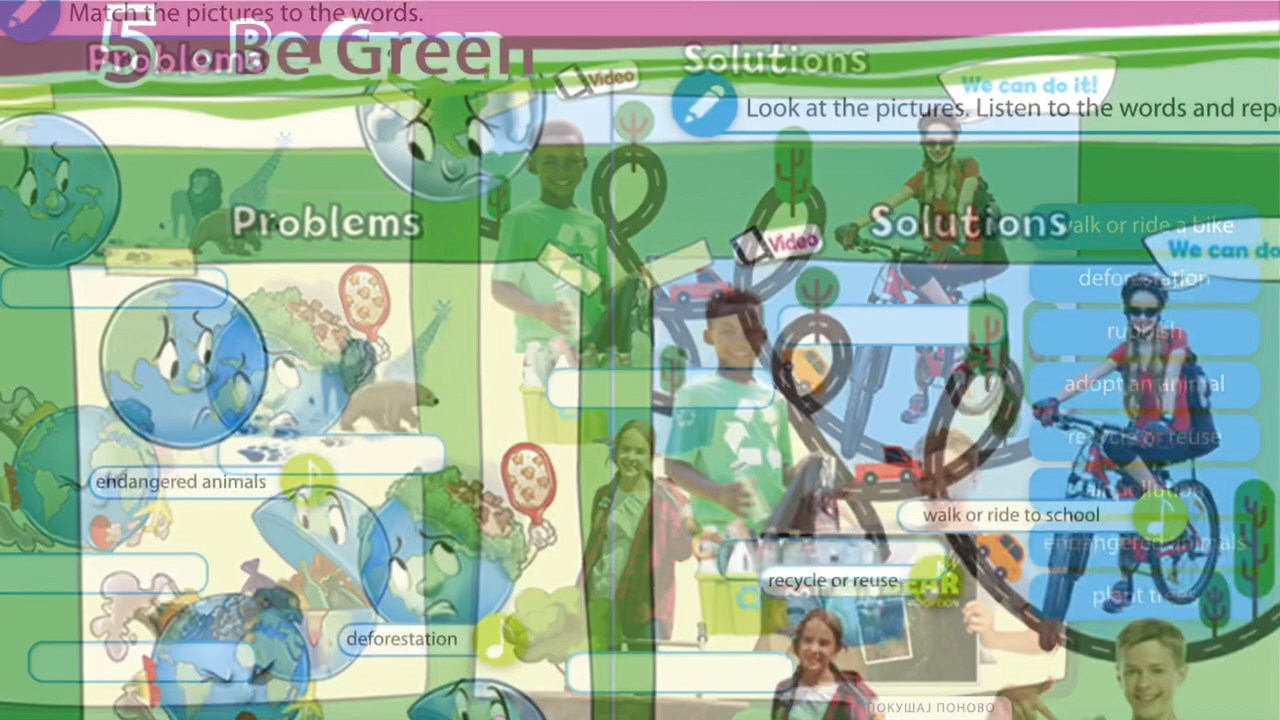 Match the pictures to the words.
5 Be Green
Problems
Solutions
Video
We can do it!
Look at the pictures. Listen to the words and rep
Problems
Solutions
walk or ride a bike
Video
We can do
deforestation
rubbish
adopt an animal
recycle or reuse
air pollution
endangered animals
plant trees
endangered animals
walk or ride to school
recycle or reuse
deforestation
ПОКУШАЈ ПОНОВО